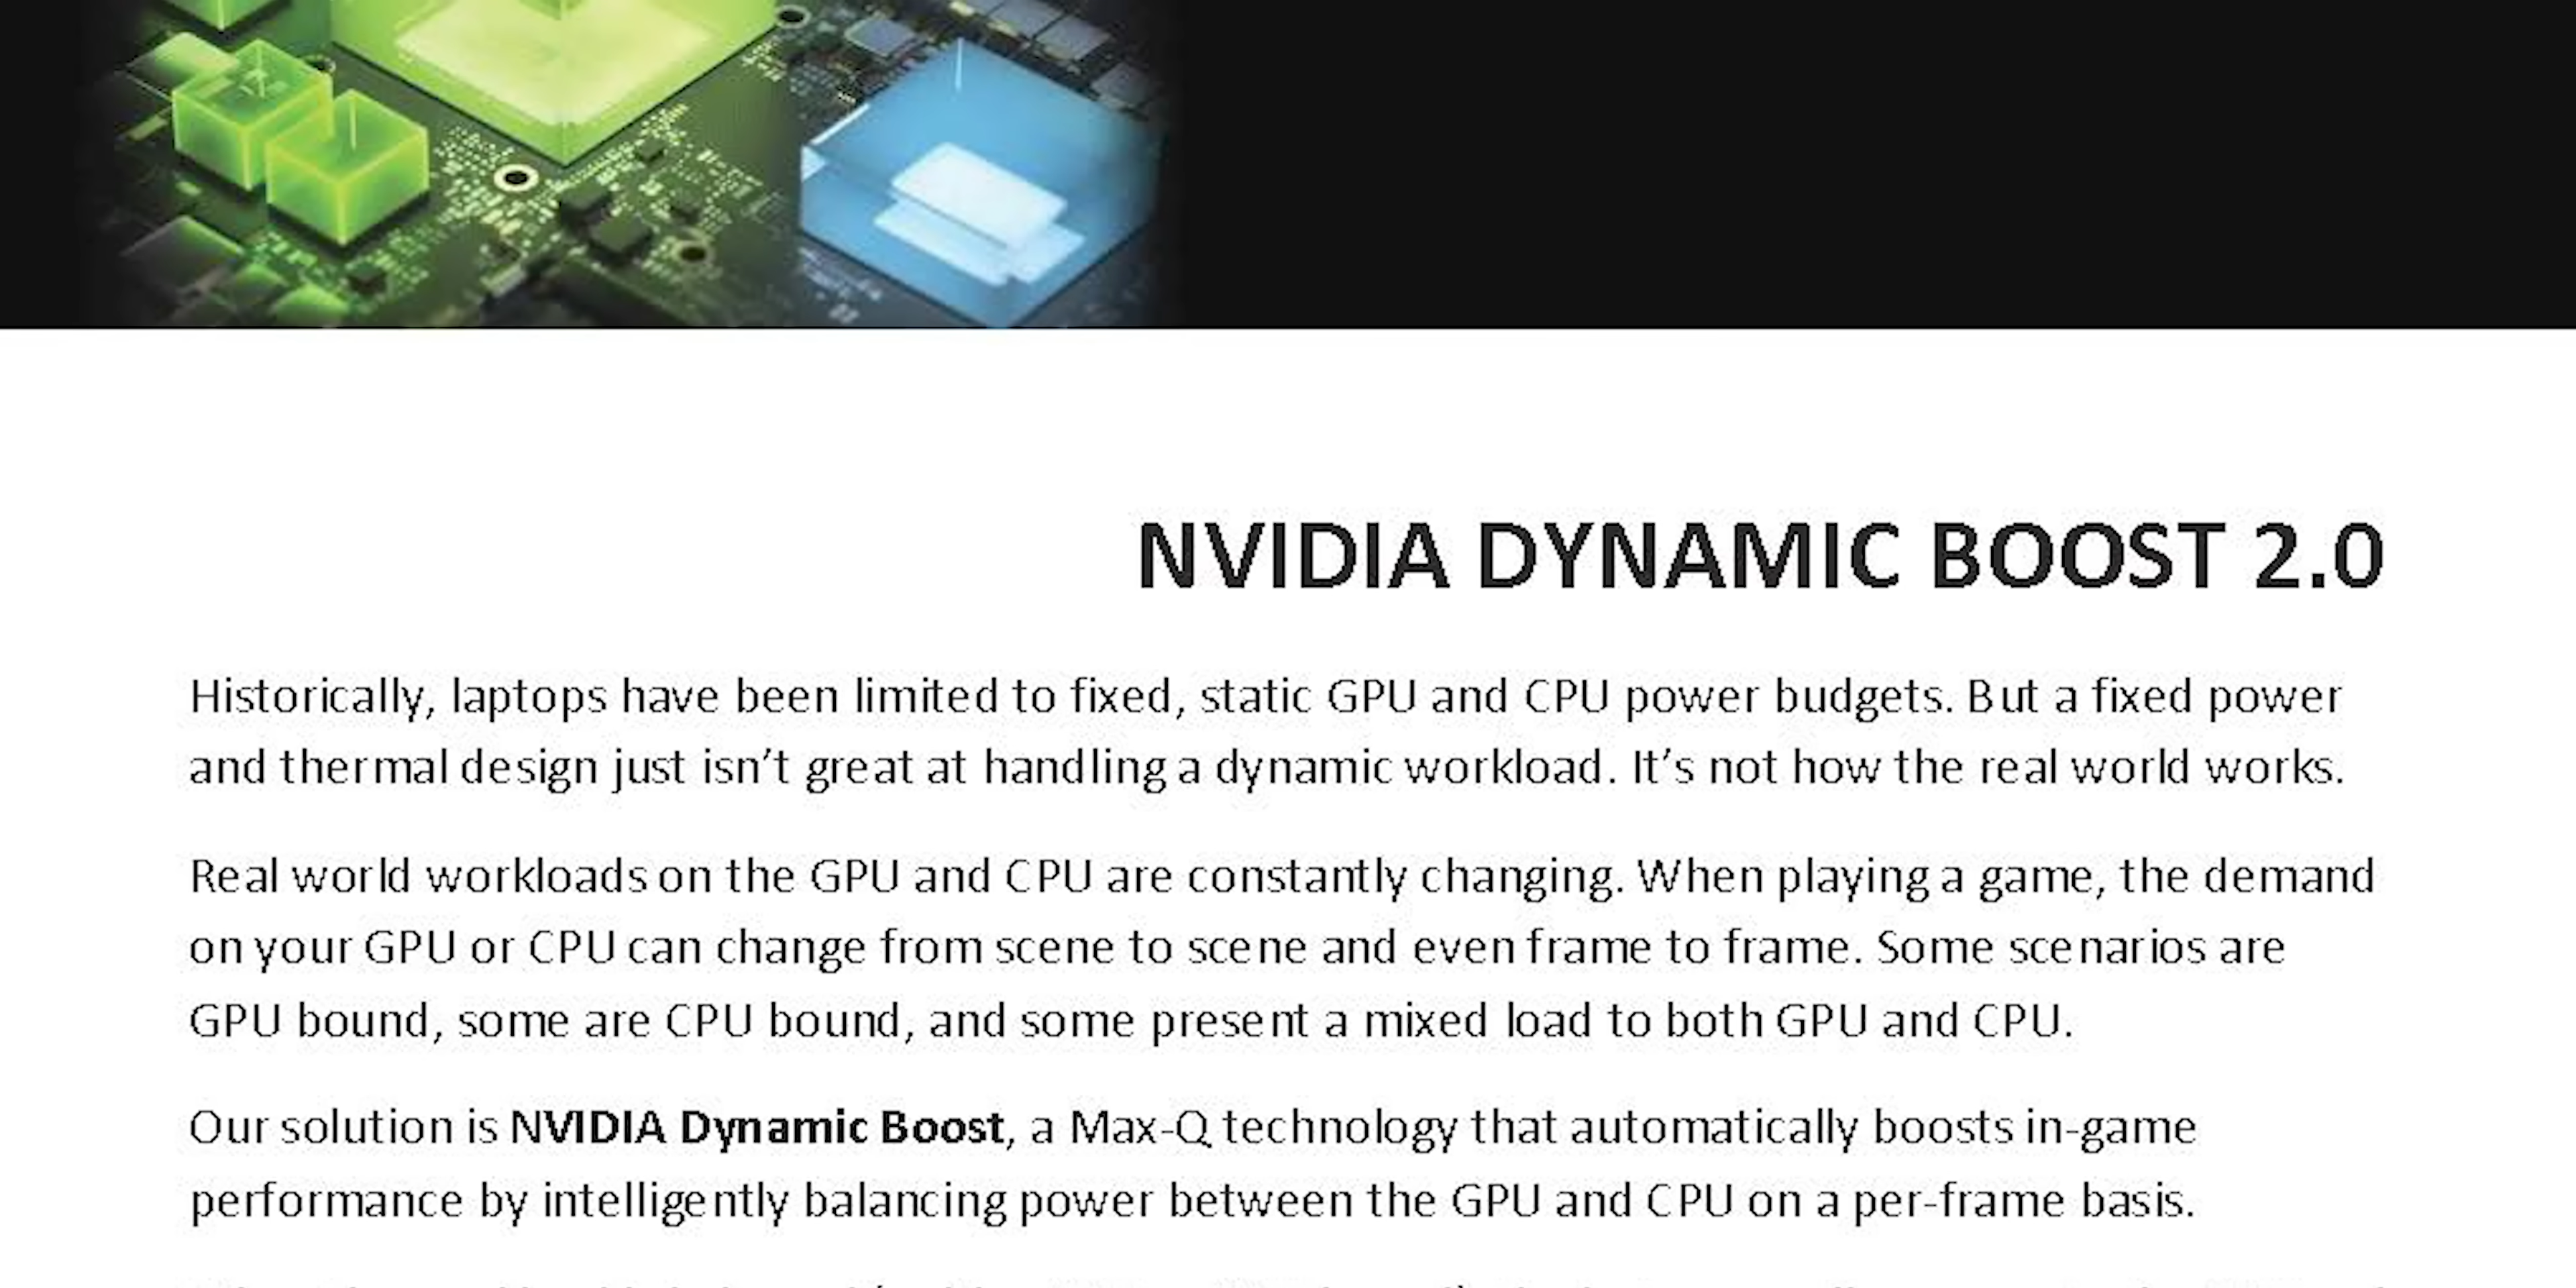 NVIDIA DYNAMIC BOOST 2.0
Historically, laptops have been limited to fixed, static GPU and CPU power budgets. But a fixed power
and thermal design just isn’t great at handling a dynamic workload. It’s not how the real world works.
Real world workloads on the GPU and CPU are constantly changing. When playing a game, the demand
on your GPU or CPU can change from scene to scene and even frame to frame. Some scenarios are
GPU bound, some are CPU bound, and some present a mixed load to both GPU and CPU.
Our solution is NVIDIA Dynamic Boost, a Max-Q technology that automatically boosts in-game
performance by intelligently balancing power between the GPU and CPU on a per-frame basis.